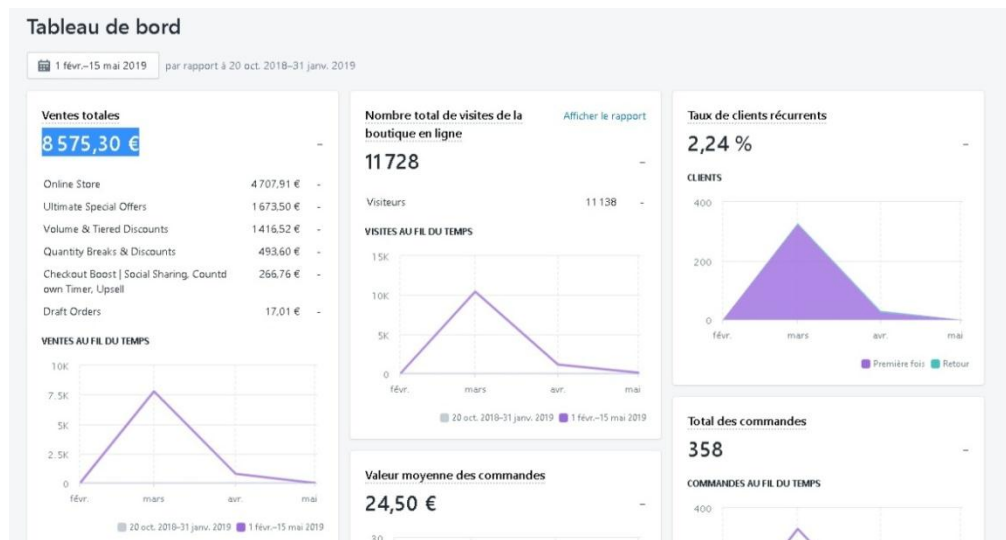 Tableau de bord
1 févr.–15 mai 2019 par rapport à 20 oct. 2018–31 janv. 2019
Ventes totales
8 575,30 € -
Online Store 4 707,91 € -
Ultimate Special Offers 1 673,50 € -
Volume & Tiered Discounts 1 416,52 € -
Quantity Breaks & Discounts 493,60 € -
Checkout Boost | Social Sharing, Countd 266,76 € -
own Timer, Upsell
Draft Orders 17,01 € -
VENTES AU FIL DU TEMPS
10K
7.5K
5K
2.5K
0
févr. mars avr. mai
20 oct. 2018–31 janv. 2019 1 févr.–15 mai 2019
Nombre total de visites de la Afficher le rapport
boutique en ligne
11 728 -
Visiteurs 11 138 -
VISITES AU FIL DU TEMPS
15K
10K
5K
0
févr. mars avr. mai
20 oct. 2018–31 janv. 2019 1 févr.–15 mai 2019
Valeur moyenne des commandes
24,50 € -
30
Taux de clients récurrents
2,24 % -
CLIENTS
400
200
0
févr. mars avr. mai
Première fois Retour
Total des commandes
358 -
COMMANDES AU FIL DU TEMPS
400